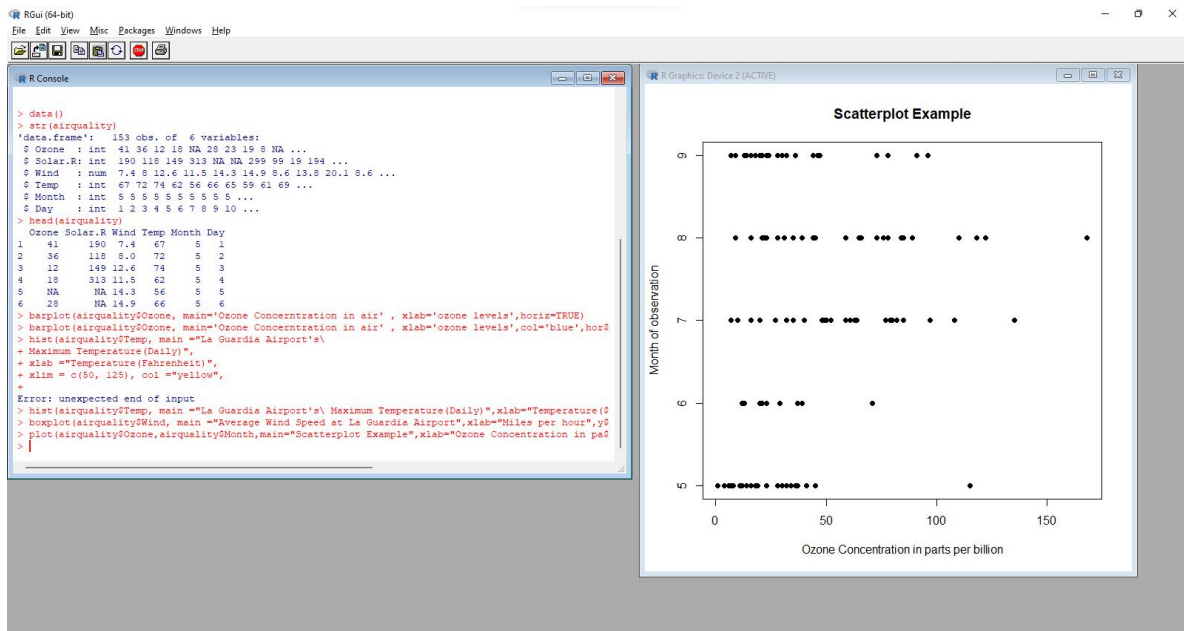 RGui (64-bit)
File Edit View Misc Packages Windows Help
STOP
R Console
> data()
> str(airquality)
'data.frame':   153 obs. of  6 variables:
 $ Ozone  : int  41 36 12 18 NA 28 23 19 8 NA ...
 $ Solar.R: int  190 118 149 313 NA NA 299 99 19 194 ...
 $ Wind   : num  7.4 8 12.6 11.5 14.3 14.9 8.6 13.8 20.1 8.6 ...
 $ Temp   : int  67 72 74 62 56 66 65 59 61 69 ...
 $ Month  : int  5 5 5 5 5 5 5 5 5 5 ...
 $ Day    : int  1 2 3 4 5 6 7 8 9 10 ...
> head(airquality)
  Ozone Solar.R Wind Temp Month Day
1    41     190  7.4   67     5   1
2    36     118  8.0   72     5   2
3    12     149 12.6   74     5   3
4    18     313 11.5   62     5   4
5    NA      NA 14.3   56     5   5
6    28      NA 14.9   66     5   6
> barplot(airquality$Ozone, main='Ozone Concerntration in air' , xlab='ozone levels',horiz=TRUE)
> barplot(airquality$Ozone, main='Ozone Concerntration in air' , xlab='ozone levels',col='blue',hor$
> hist(airquality$Temp, main ="La Guardia Airport's\
+ Maximum Temperature(Daily)",
+ xlab ="Temperature(Fahrenheit)",
+ xlim = c(50, 125), col ="yellow",
+
Error: unexpected end of input
> hist(airquality$Temp, main ="La Guardia Airport's\ Maximum Temperature(Daily)",xlab="Temperature($
> boxplot(airquality$Wind, main ="Average Wind Speed at La Guardia Airport",xlab="Miles per hour",y$
> plot(airquality$Ozone,airquality$Month,main="Scatterplot Example",xlab="Ozone Concentration in pa$
>
R Graphics: Device 2 (ACTIVE)
Scatterplot Example
Month of observation
9
8
7
6
5
0 50 100 150
Ozone Concentration in parts per billion